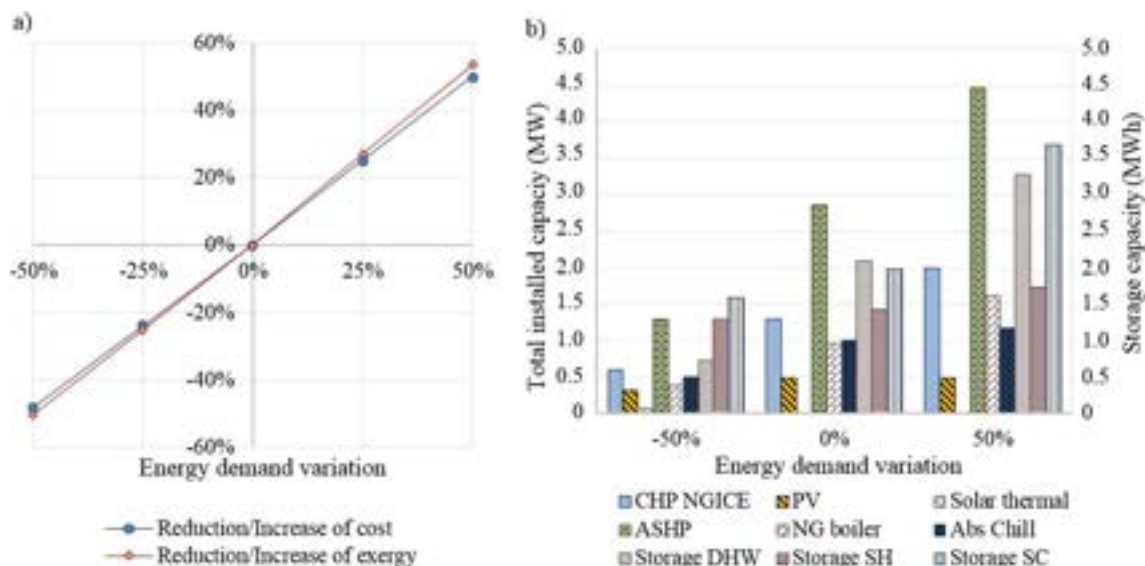 a)
60%
40%
20%
0%
-50% -25% 0% 25% 50%
-20%
-40%
-60%
Energy demand variation
Reduction/Increase of cost
Reduction/Increase of exergy
b)
Total installed capaciy (MW)
5.0
4.5
4.0
3.5
3.0
2.5
2.0
1.5
1.0
0.5
0
Storage capacity (MWh)
5.0
4.5
4.0
3.5
3.0
2.5
2.0
1.5
1.0
0.5
0
-50% 0% 50%
Energy demand variation
CHP NGICE PV Solar thermal
ASHP NG boiler Abs Chill
Storage DHW Storage SH Storage SC